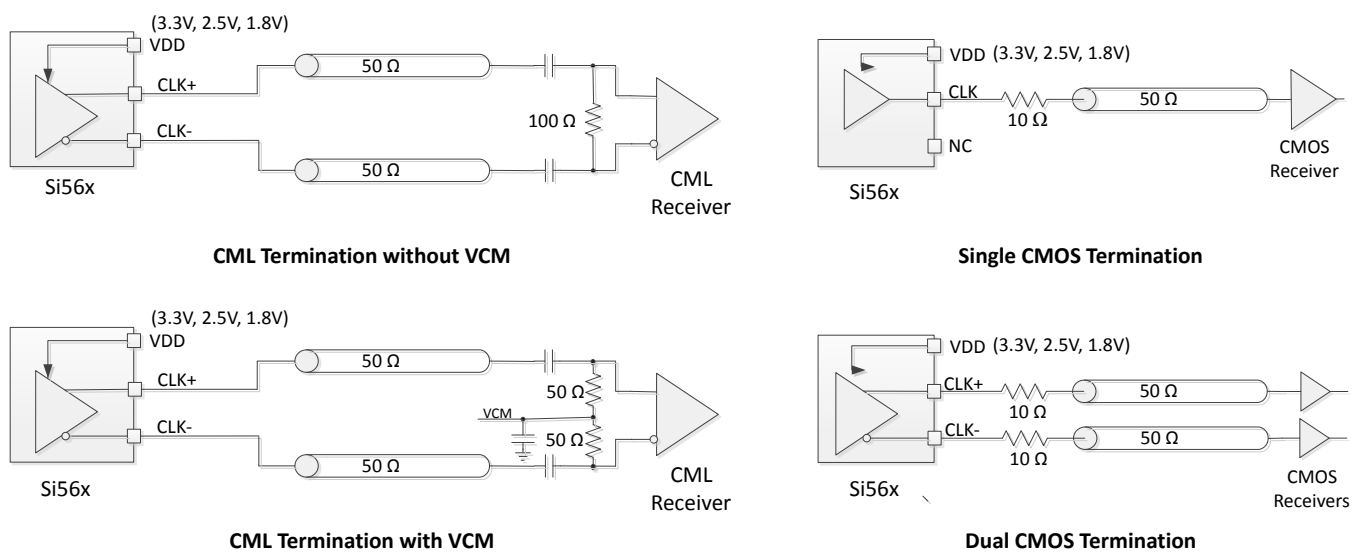 (3.3V, 2.5V, 1.8V)
VDD
CLK+
CLK-
50 Ω
50 Ω
100 Ω
Si56x
CML
Receiver
CML Termination without VCM
VDD (3.3V, 2.5V, 1.8V)
CLK
10 Ω
50 Ω
NC
CMOS
Receiver
Si56x
Single CMOS Termination
(3.3V, 2.5V, 1.8V)
VDD
CLK+
CLK-
50 Ω
50 Ω
VCM
50 Ω
50 Ω
Si56x
CML
Receiver
CML Termination with VCM
VDD (3.3V, 2.5V, 1.8V)
CLK+
10 Ω
50 Ω
CLK-
10 Ω
50 Ω
Si56x
CMOS
Receivers
Dual CMOS Termination